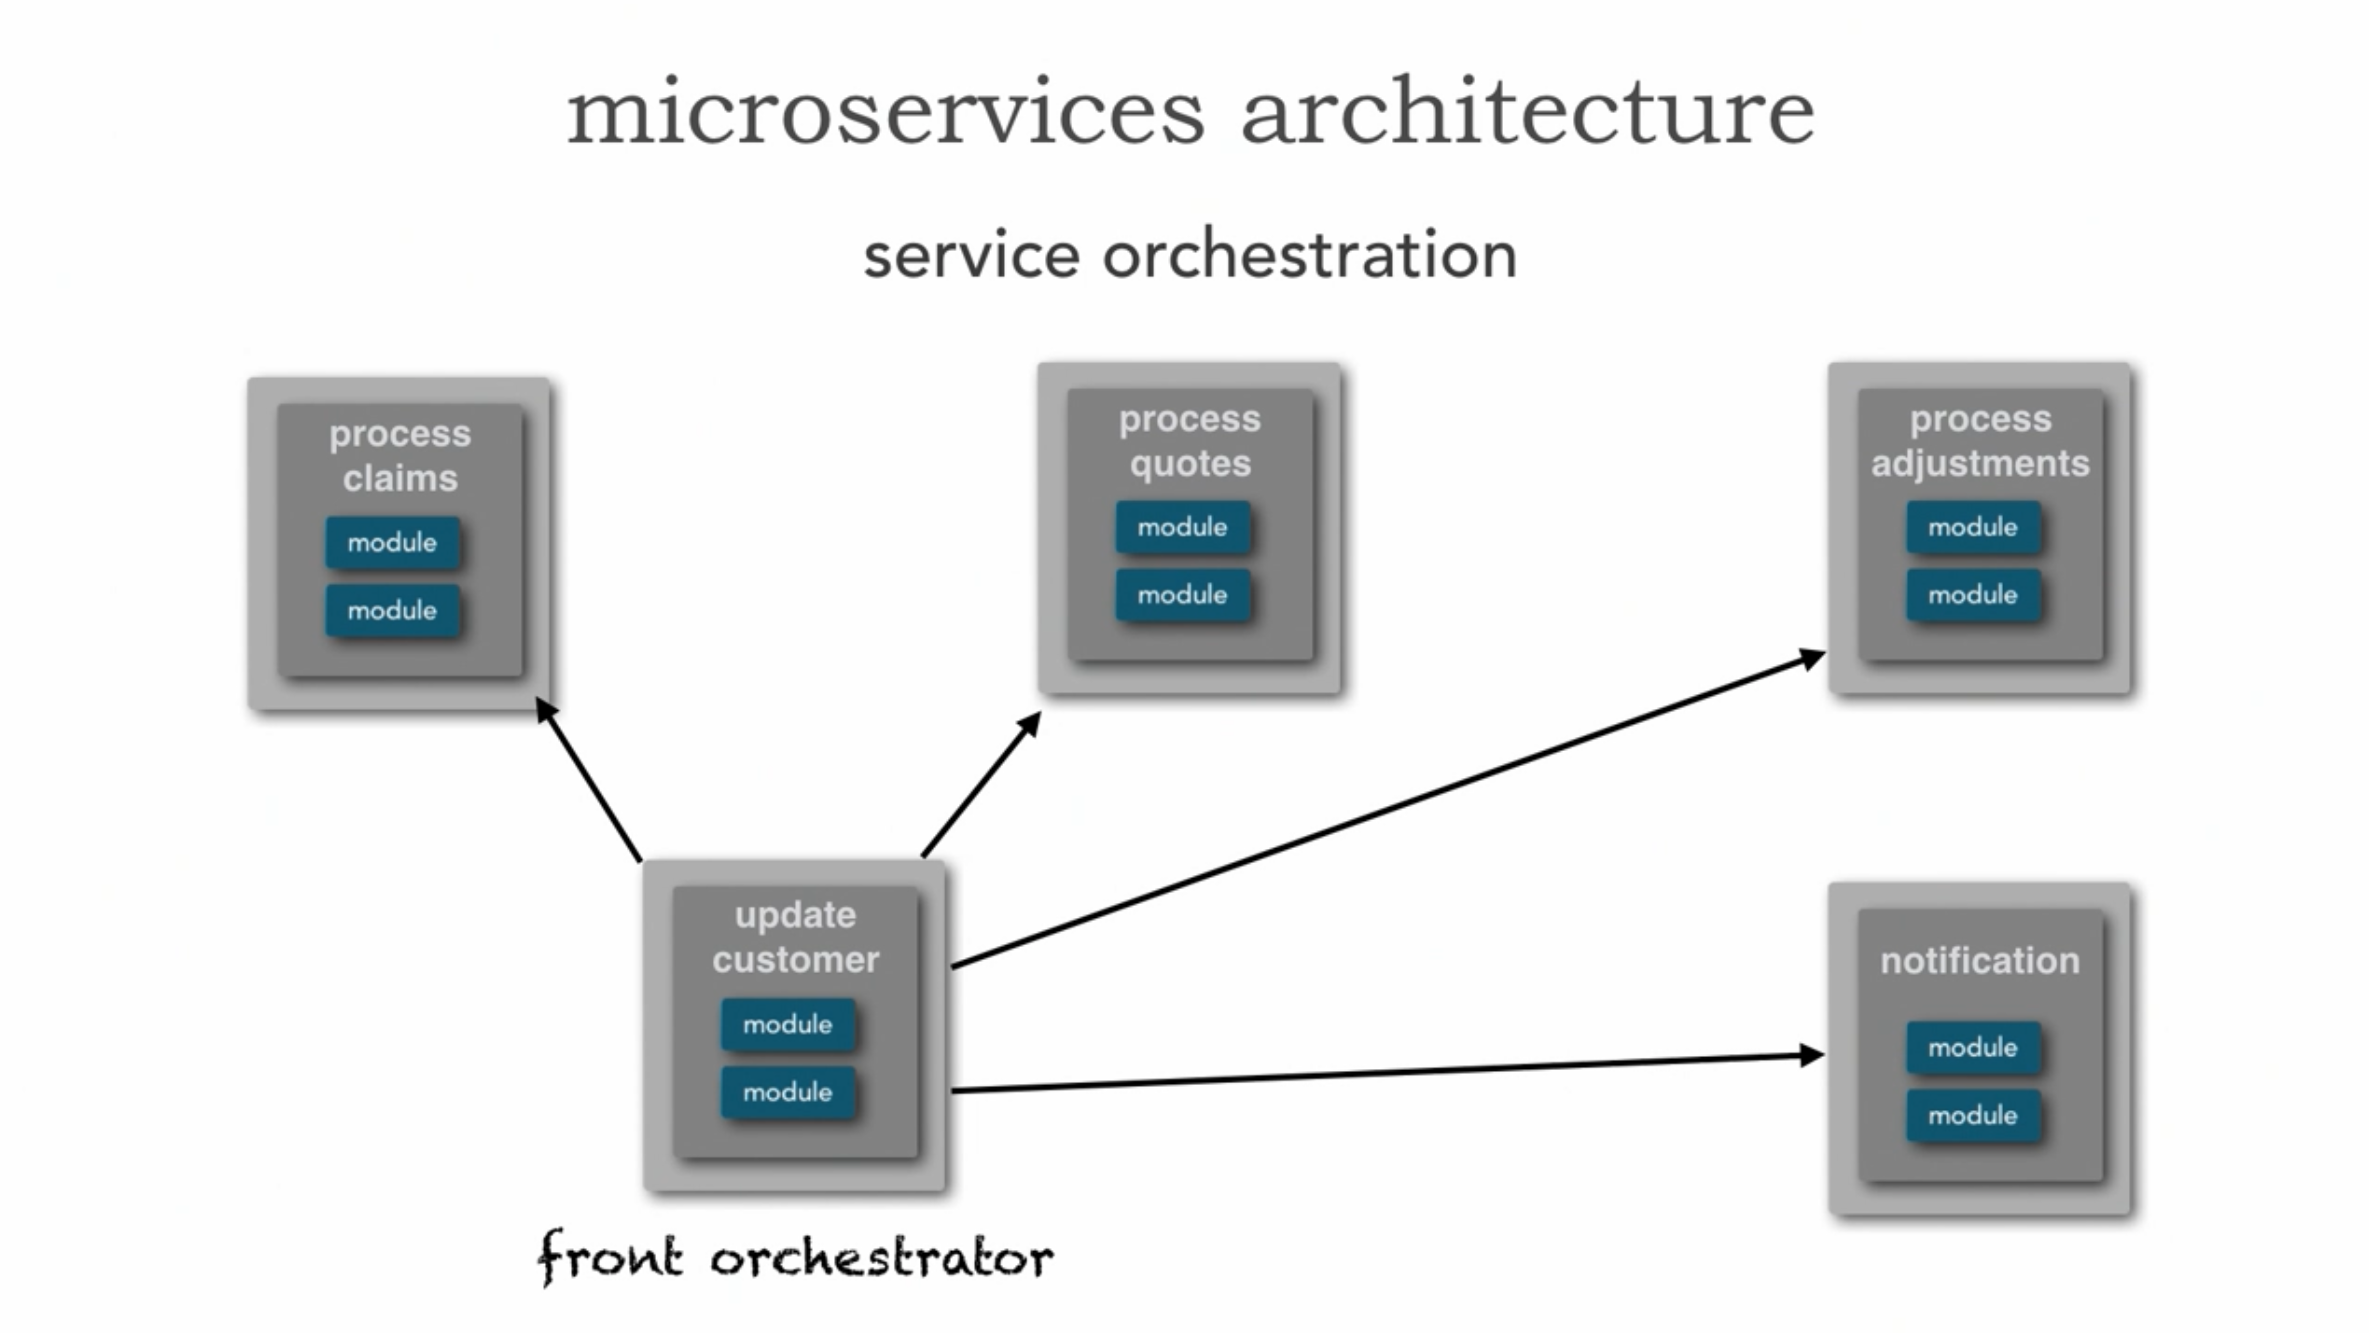 microservices architecture
service orchestration
process
claims
module
module
process
quotes
module
module
process
adjustments
module
module
update
customer
module
module
notification
module
module
front orchestrator